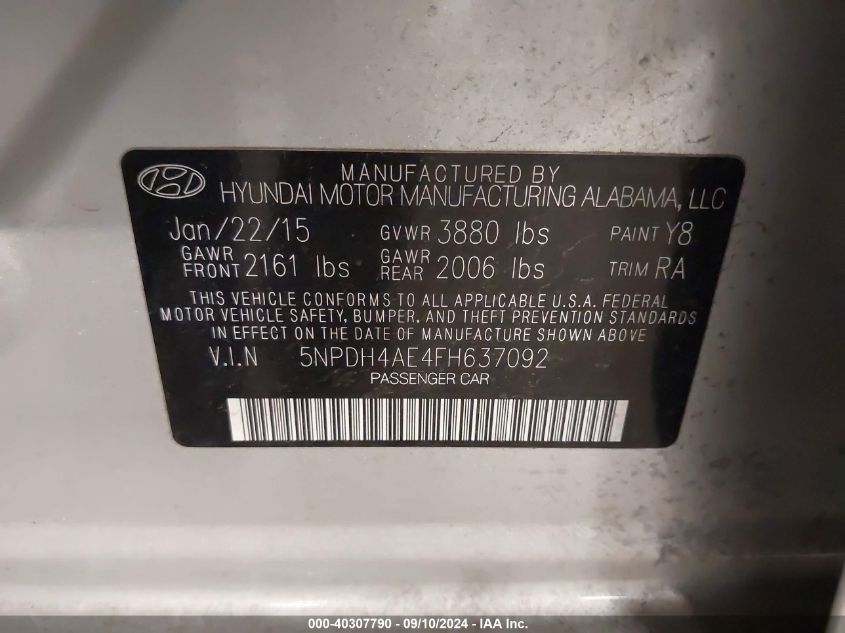 MANUFACTURED BY
HYUNDAI MOTOR MANUFACTURING ALABAMA, LLC
Jan/22/15 GVWR 3880 lbs PAINT Y8
GAWR FRONT 2161 lbs GAWR REAR 2006 lbs TRIM RA
THIS VEHICLE CONFORMS TO ALL APPLICABLE U.S.A. FEDERAL
MOTOR VEHICLE SAFETY, BUMPER, AND THEFT PREVENTION STANDARDS
IN EFFECT ON THE DATE OF MANUFACTURE SHOWN ABOVE
V.I.N 5NPDH4AE4FH637092
PASSENGER CAR
000-40307790 - 09/10/2024 - IAA Inc.